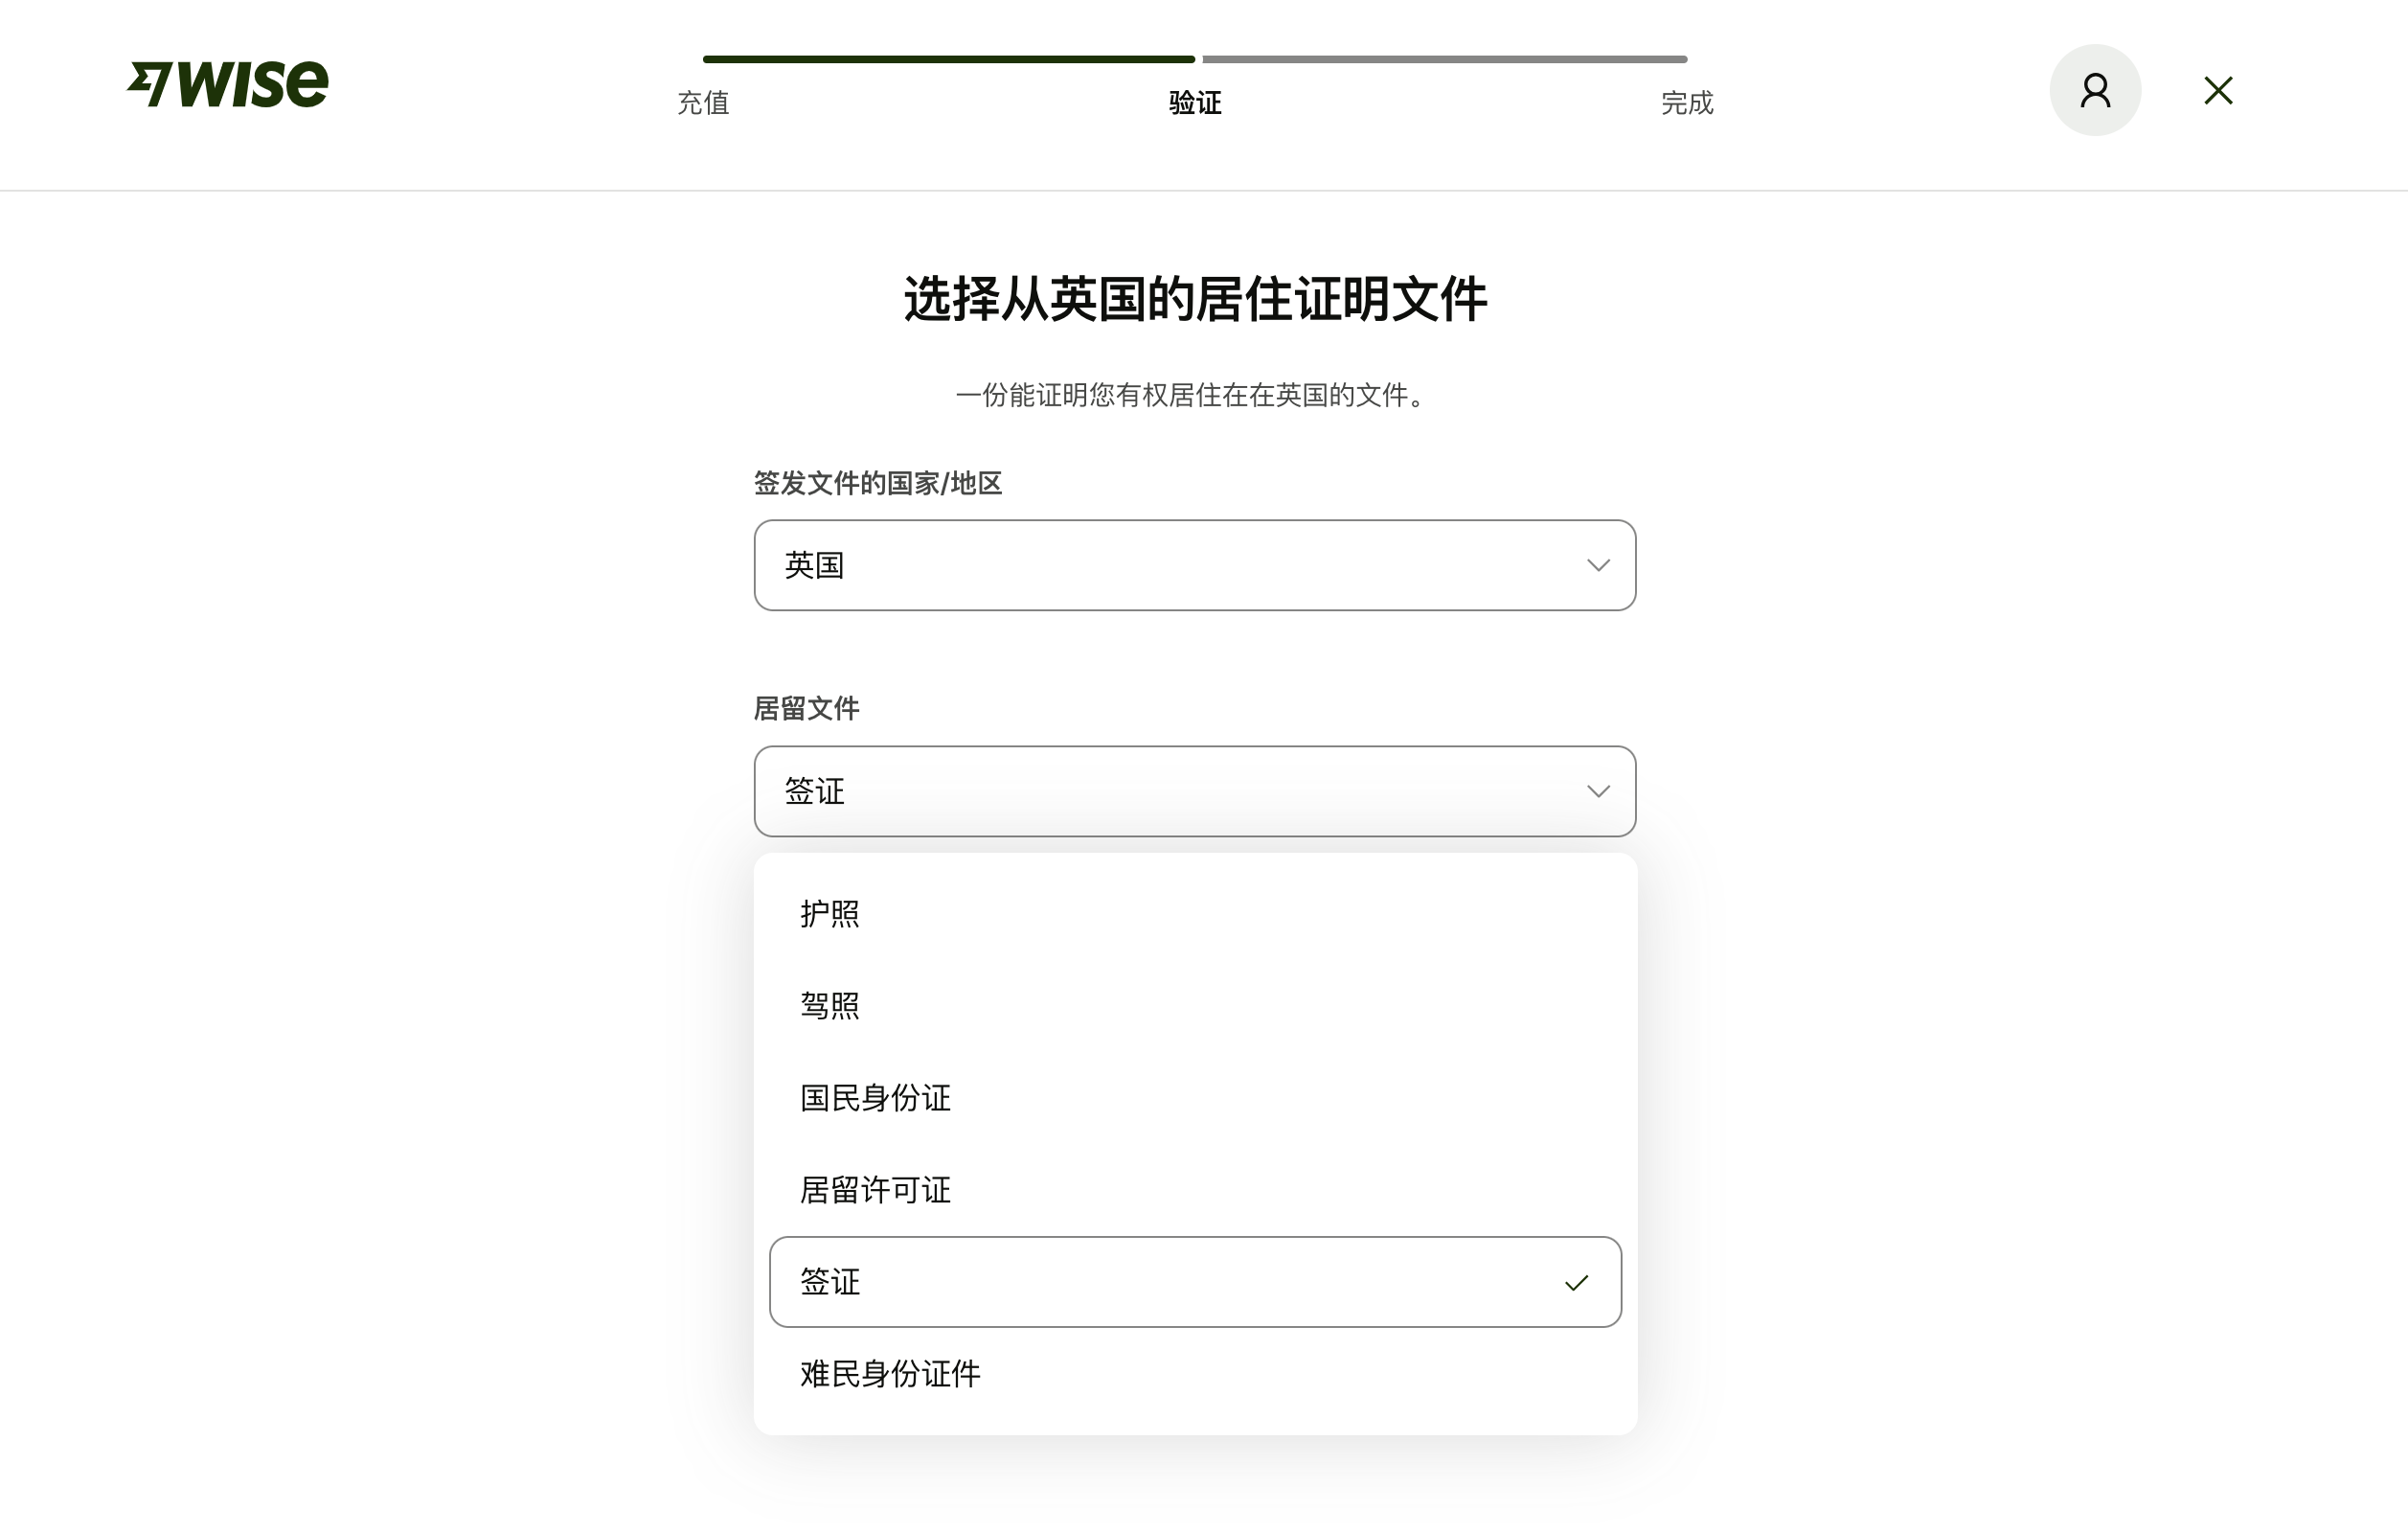 WISE
充值
验证
完成
选择从英国的居住证明文件
一份能证明您有权居住在在英国的文件。
签发文件的国家/地区
英国
居留文件
签证
护照
驾照
国民身份证
居留许可证
签证
难民身份证件